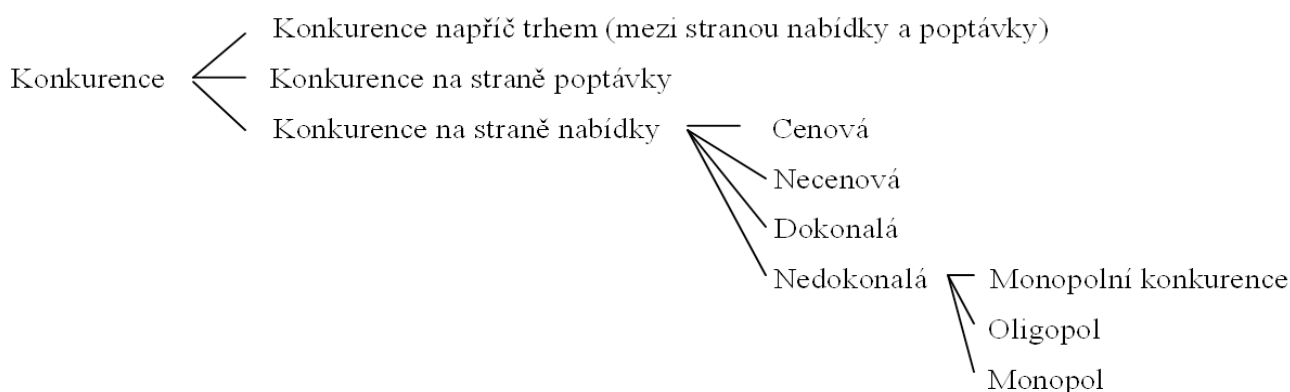 Konkurence napříč trhem (mezi stranou nabídky a poptávky)
Konkurence
Konkurence na straně poptávky
Konkurence na straně nabídky
Cenová
Necenová
Dokonalá
Nedokonalá
Monopolní konkurence
Oligopol
Monopol